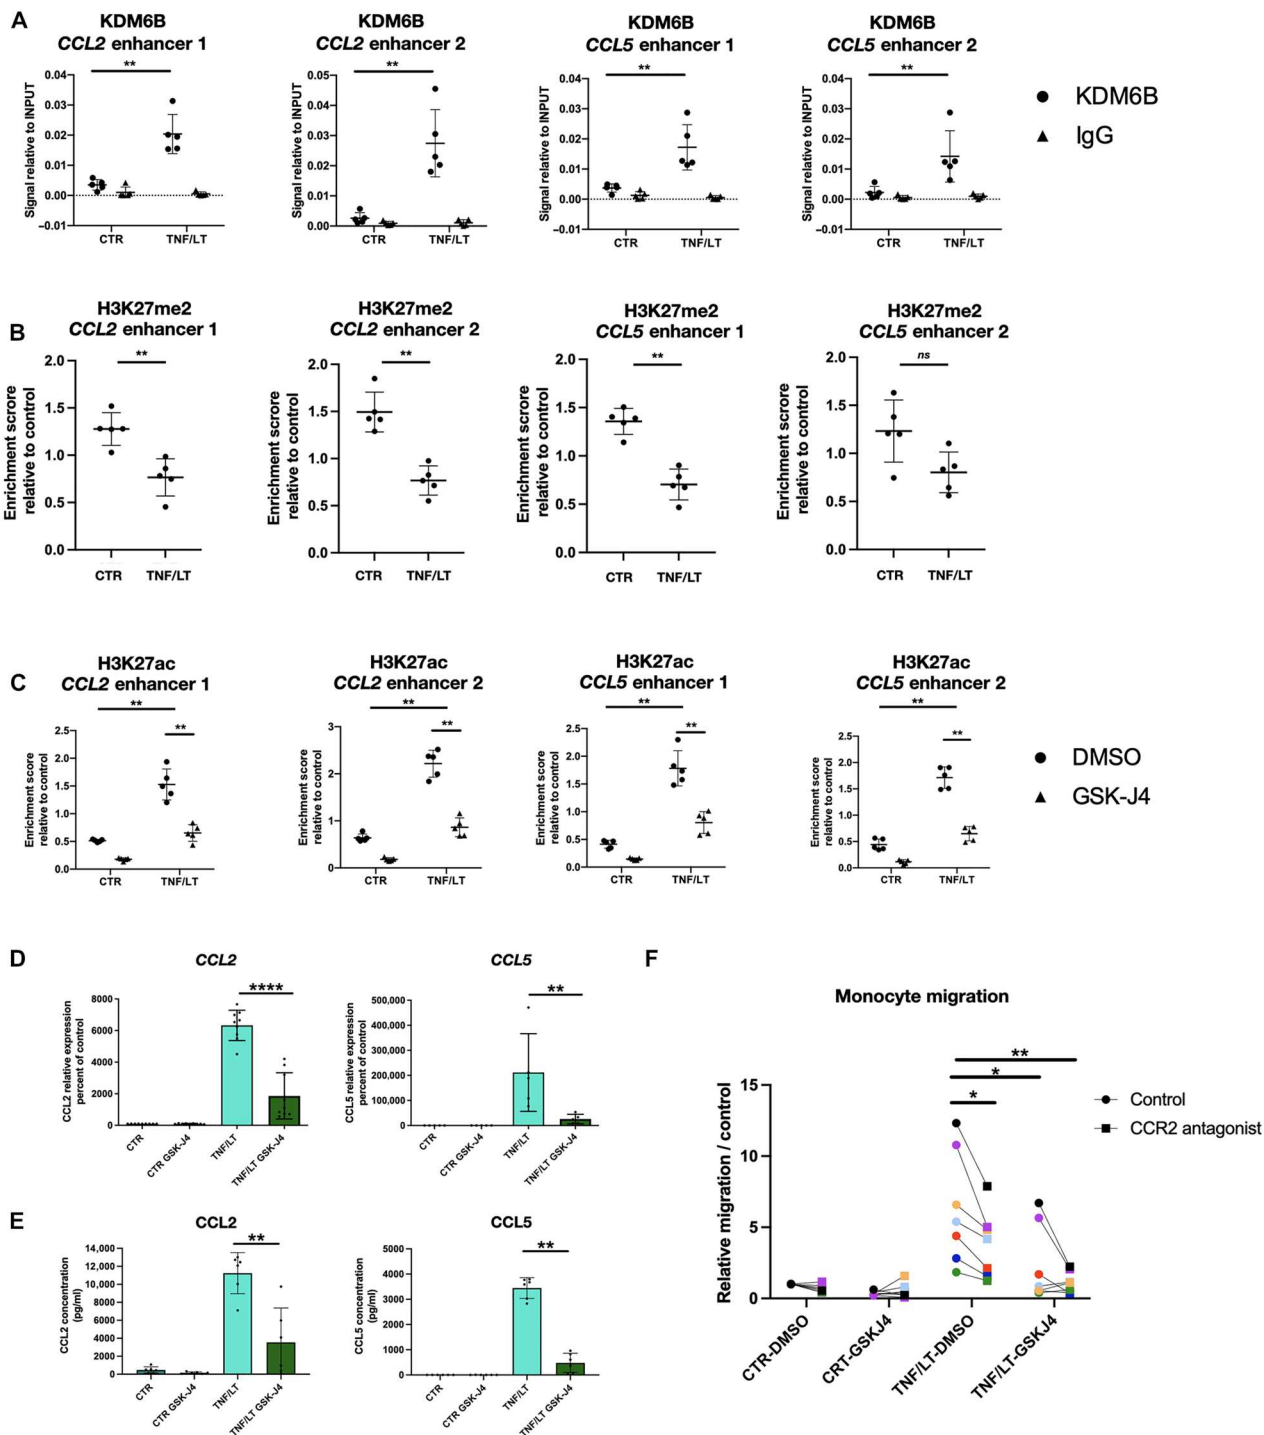 A
KDM6B
CCL2 enhancer 1
**
Signal relative to INPUT
0.04
0.03
0.02
0.01
0.00
−0.01
CTR
TNF/LT
KDM6B
CCL2 enhancer 2
**
Signal relative to INPUT
0.05
0.04
0.03
0.02
0.01
0.00
CTR
TNF/LT
KDM6B
CCL5 enhancer 1
**
Signal relative to INPUT
0.04
0.03
0.02
0.01
0.00
−0.01
CTR
TNF/LT
KDM6B
CCL5 enhancer 2
**
Signal relative to INPUT
0.04
0.03
0.02
0.01
0.00
−0.01
CTR
TNF/LT
KDM6B
IgG
B
H3K27me2
CCL2 enhancer 1
**
Enrichment score
relative to control
2.0
1.5
1.0
0.5
0.0
CTR
TNF/LT
H3K27me2
CCL2 enhancer 2
**
Enrichment score
relative to control
2.0
1.5
1.0
0.5
0.0
CTR
TNF/LT
H3K27me2
CCL5 enhancer 1
**
Enrichment score
relative to control
2.0
1.5
1.0
0.5
0.0
CTR
TNF/LT
H3K27me2
CCL5 enhancer 2
ns
Enrichment score
relative to control
2.0
1.5
1.0
0.5
0.0
CTR
TNF/LT
C
H3K27ac
CCL2 enhancer 1
**
**
Enrichment score
relative to control
2.5
2.0
1.5
1.0
0.5
0.0
CTR
TNF/LT
H3K27ac
CCL2 enhancer 2
**
**
Enrichment score
relative to control
3
2
1
0
CTR
TNF/LT
H3K27ac
CCL5 enhancer 1
**
**
Enrichment score
relative to control
2.5
2.0
1.5
1.0
0.5
0.0
CTR
TNF/LT
H3K27ac
CCL5 enhancer 2
**
**
Enrichment score
relative to control
2.5
2.0
1.5
1.0
0.5
0.0
CTR
TNF/LT
DMSO
GSK-J4
D
CCL2
****
CCL2 relative expression
percent of control
8000
6000
4000
2000
0
CTR
CTR GSK-J4
TNF/LT
TNF/LT GSK-J4
CCL5
**
CCL5 relative expression
percent of control
500,000
400,000
300,000
200,000
100,000
0
CTR
CTR GSK-J4
TNF/LT
TNF/LT GSK-J4
E
CCL2
**
CCL2 concentration
(pg/ml)
14,000
12,000
10,000
8000
6000
4000
2000
0
CTR
CTR GSK-J4
TNF/LT
TNF/LT GSK-J4
CCL5
**
CCL5 concentration
(pg/ml)
5000
4000
3000
2000
1000
0
CTR
CTR GSK-J4
TNF/LT
TNF/LT GSK-J4
F
Monocyte migration
**
*
*
Relative migration / control
15
10
5
0
CTR-DMSO
CRT-GSKJ4
TNF/LT-DMSO
TNF/LT-GSKJ4
Control
CCR2 antagonist